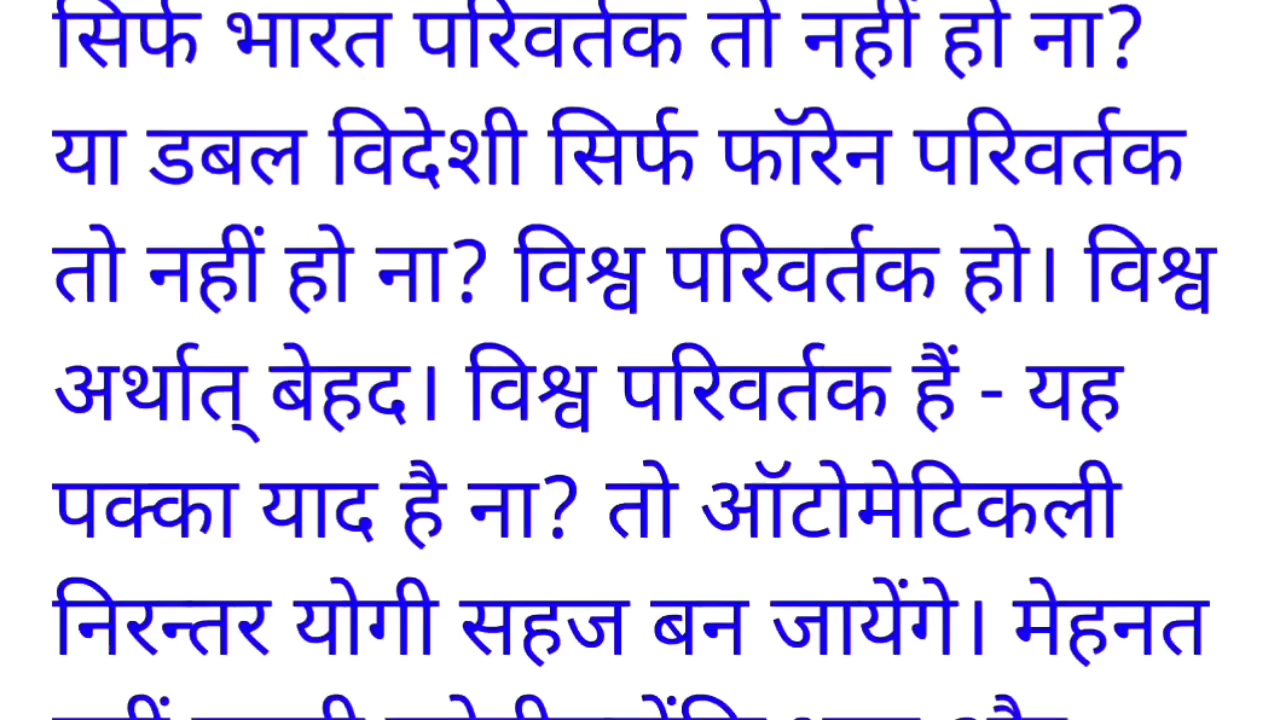 सिर्फ भारत परिवर्तक तो नहीं हो ना?
या डबल विदेशी सिर्फ फॉरेन परिवर्तक
तो नहीं हो ना? विश्व परिवर्तक हो। विश्व
अर्थात् बेहद। विश्व परिवर्तक हैं - यह
पक्का याद है ना? तो ऑटोमेटिकली
निरन्तर योगी सहज बन जायेंगे। मेहनत